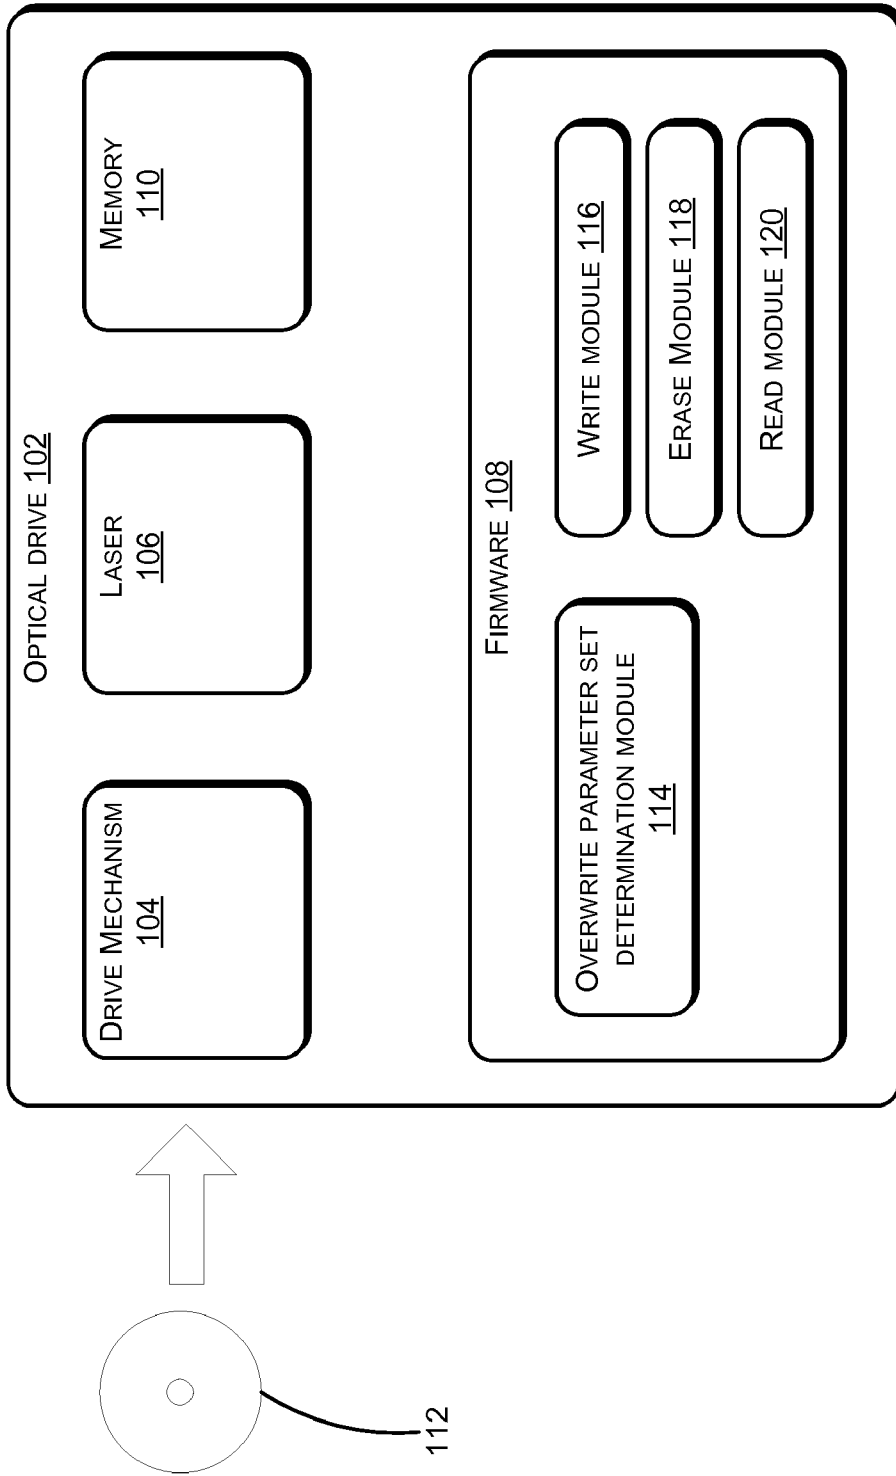 OPTICAL DRIVE 102
DRIVE MECHANISM
104
LASER
106
MEMORY
110
FIRMWARE 108
OVERWRITE PARAMETER SET
DETERMINATION MODULE
114
WRITE MODULE 116
ERASE MODULE 118
READ MODULE 120
112